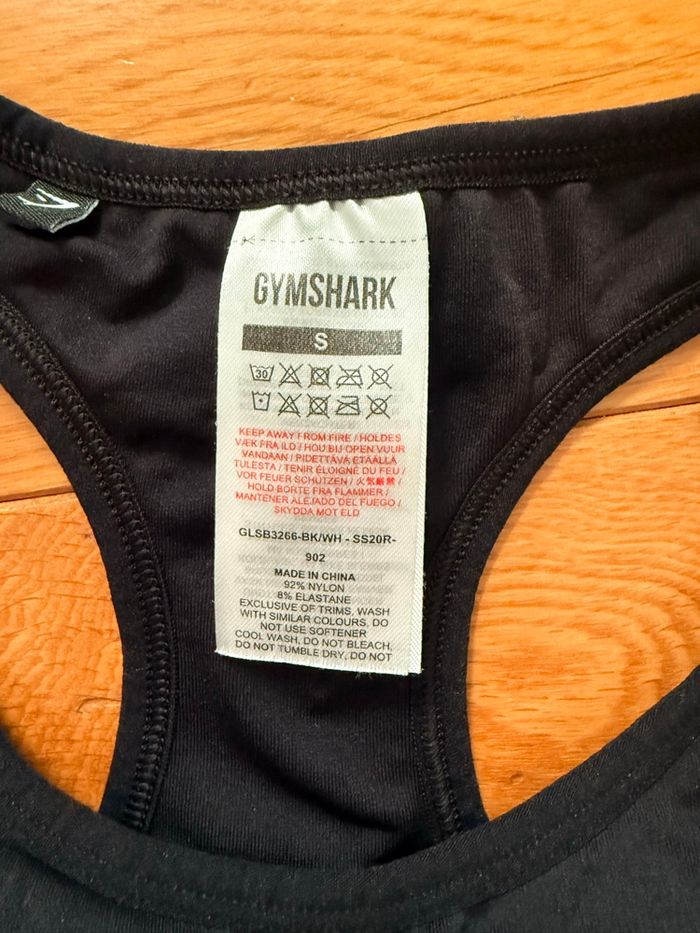 GYMSHARK
S
30
KEEP AWAY FROM FIRE / HOLDES
VÆK FRA ILD / HOU BIJ OPEN VUUR
VANDAAN / PIDETTÄVÄ ETÄÄLLÄ
TULESTA / TENIR ÉLOIGNÉ DU FEU /
VOR FEUER SCHÜTZEN / 火気厳禁 /
HOLD BORTE FRA FLAMMER /
MANTENER ALEJADO DEL FUEGO /
SKYDDA MOT ELD
GLSB3266-BK/WH - SS20R-
902
MADE IN CHINA
92% NYLON
8% ELASTANE
EXCLUSIVE OF TRIMS, WASH
WITH SIMILAR COLOURS, DO
NOT USE SOFTENER
COOL WASH, DO NOT BLEACH,
DO NOT TUMBLE DRY, DO NOT